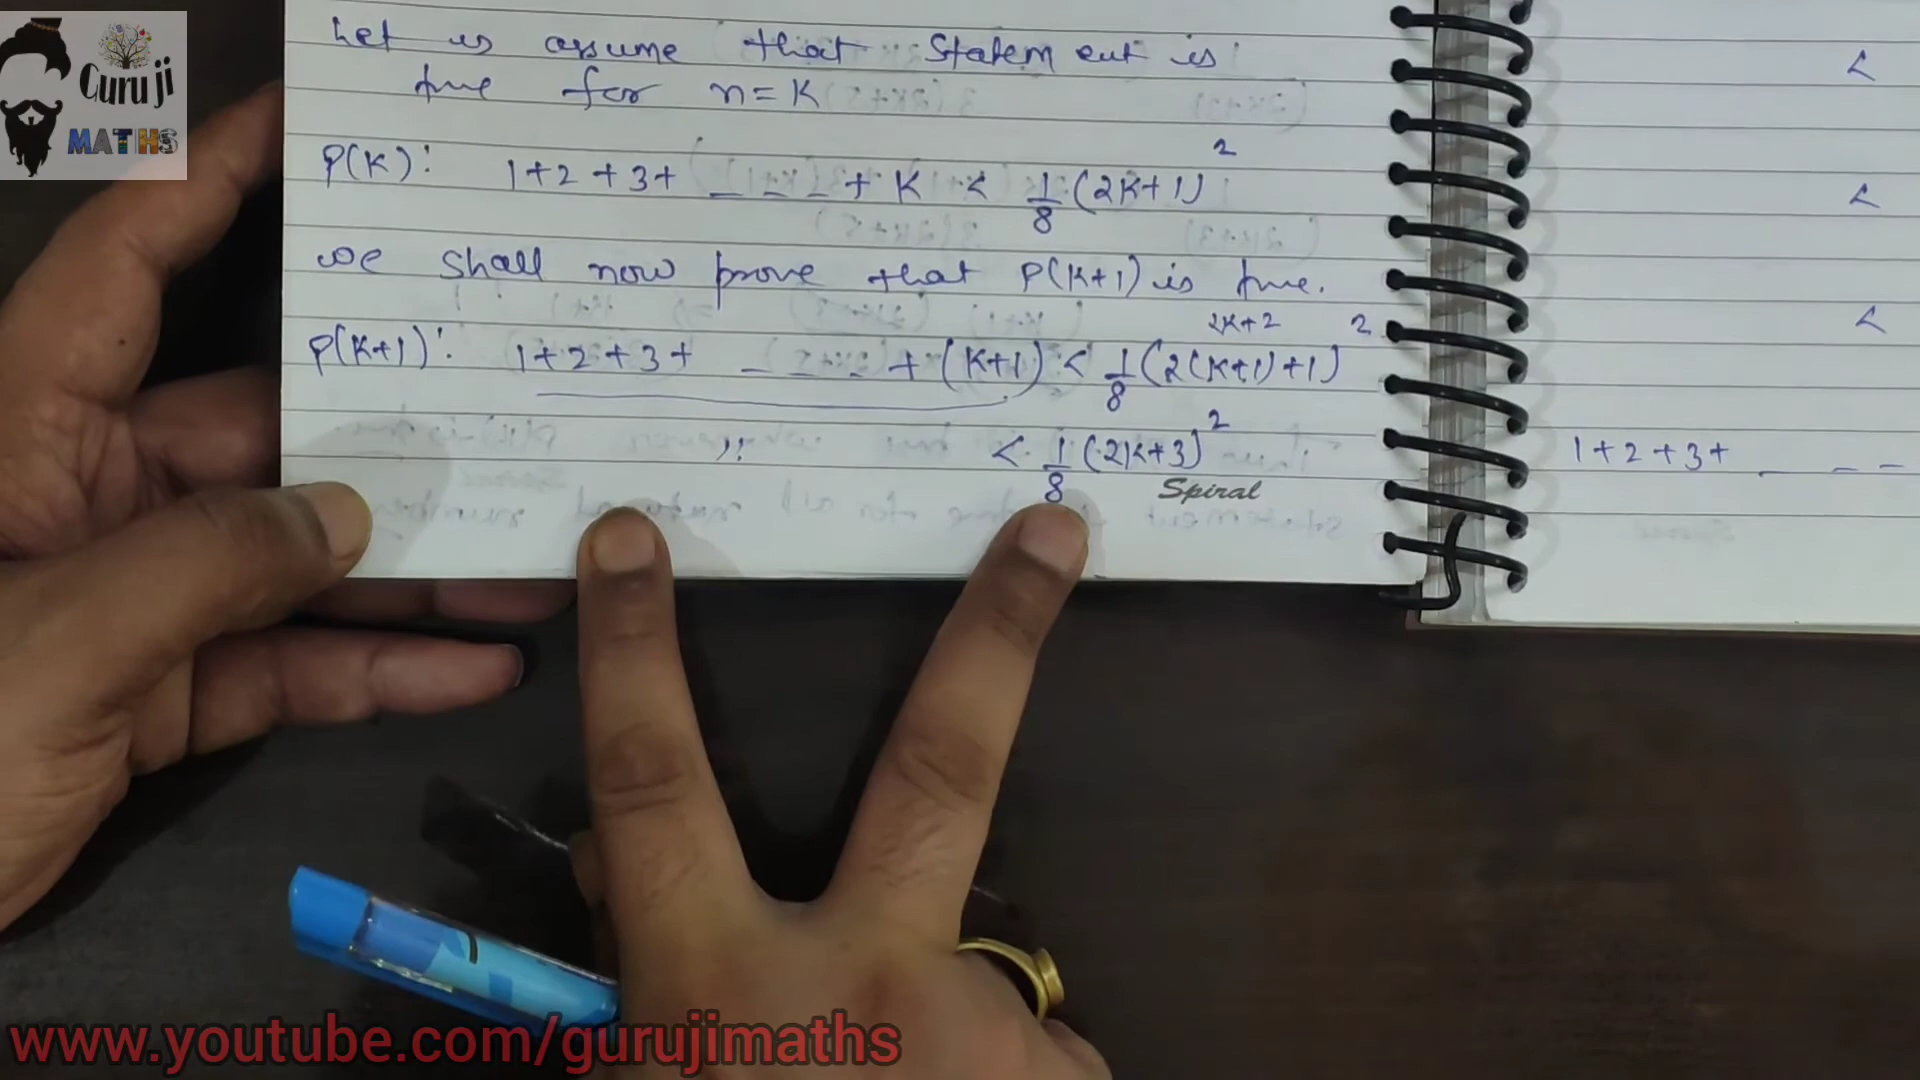 Guruji
MATHS
Let us assume that Statement is
true for n=K
P(K): 1+2+3+ _ _ _ + K < 1/8 (2K+1)²
we shall now prove that P(K+1) is true.
2K+2
P(K+1): 1+2+3+ _ _ _ _ + (K+1) < 1/8 (2(K+1)+1)²
,, < 1/8 (2K+3)²
Spiral
<
<
<
1+2+3+ _ _ _
www.youtube.com/gurujimaths